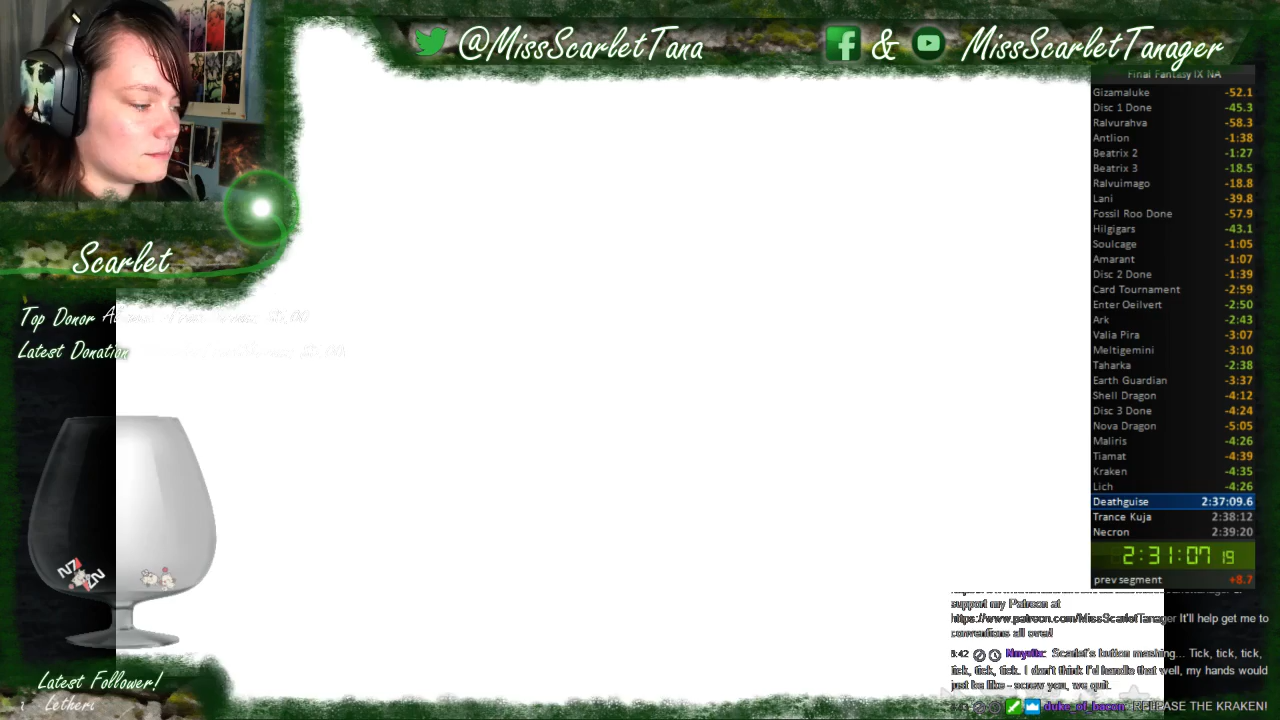 @MissScarletTana
& MissScarletTanager
Final Fantasy IX NA
Gizamaluke -52.1
Disc 1 Done -45.3
Ralvurahva -58.3
Antlion -1:38
Beatrix 2 -1:27
Beatrix 3 -18.5
Ralvuimago -18.8
Lani -39.8
Fossil Roo Done -57.9
Hilgigars -43.1
Soulcage -1:05
Amarant -1:07
Disc 2 Done -1:39
Card Tournament -2:59
Enter Oeilvert -2:50
Ark -2:43
Valia Pira -3:07
Meltigemini -3:10
Taharka -2:38
Earth Guardian -3:37
Shell Dragon -4:12
Disc 3 Done -4:24
Nova Dragon -5:05
Maliris -4:26
Tiamat -4:39
Kraken -4:35
Lich -4:26
Deathguise 2:37:09.6
Trance Kuja 2:38:12
Necron 2:39:20
2:31:07 19
prev segment +8.7
Scarlet
Top Donor
Latest Donation
N7
N7
Latest Follower!
Letheri
support my Patreon at
https://www.patreon.com/MissScarletTanager It'll help get me to
conventions all over!
5:42 Scarlet's button mashing... Tick, tick, tick,
tick, tick, tick. I don't think I'd handle that well, my hands would
just be like - screw you, we quit.
duke_of_bacon: RELEASE THE KRAKEN!